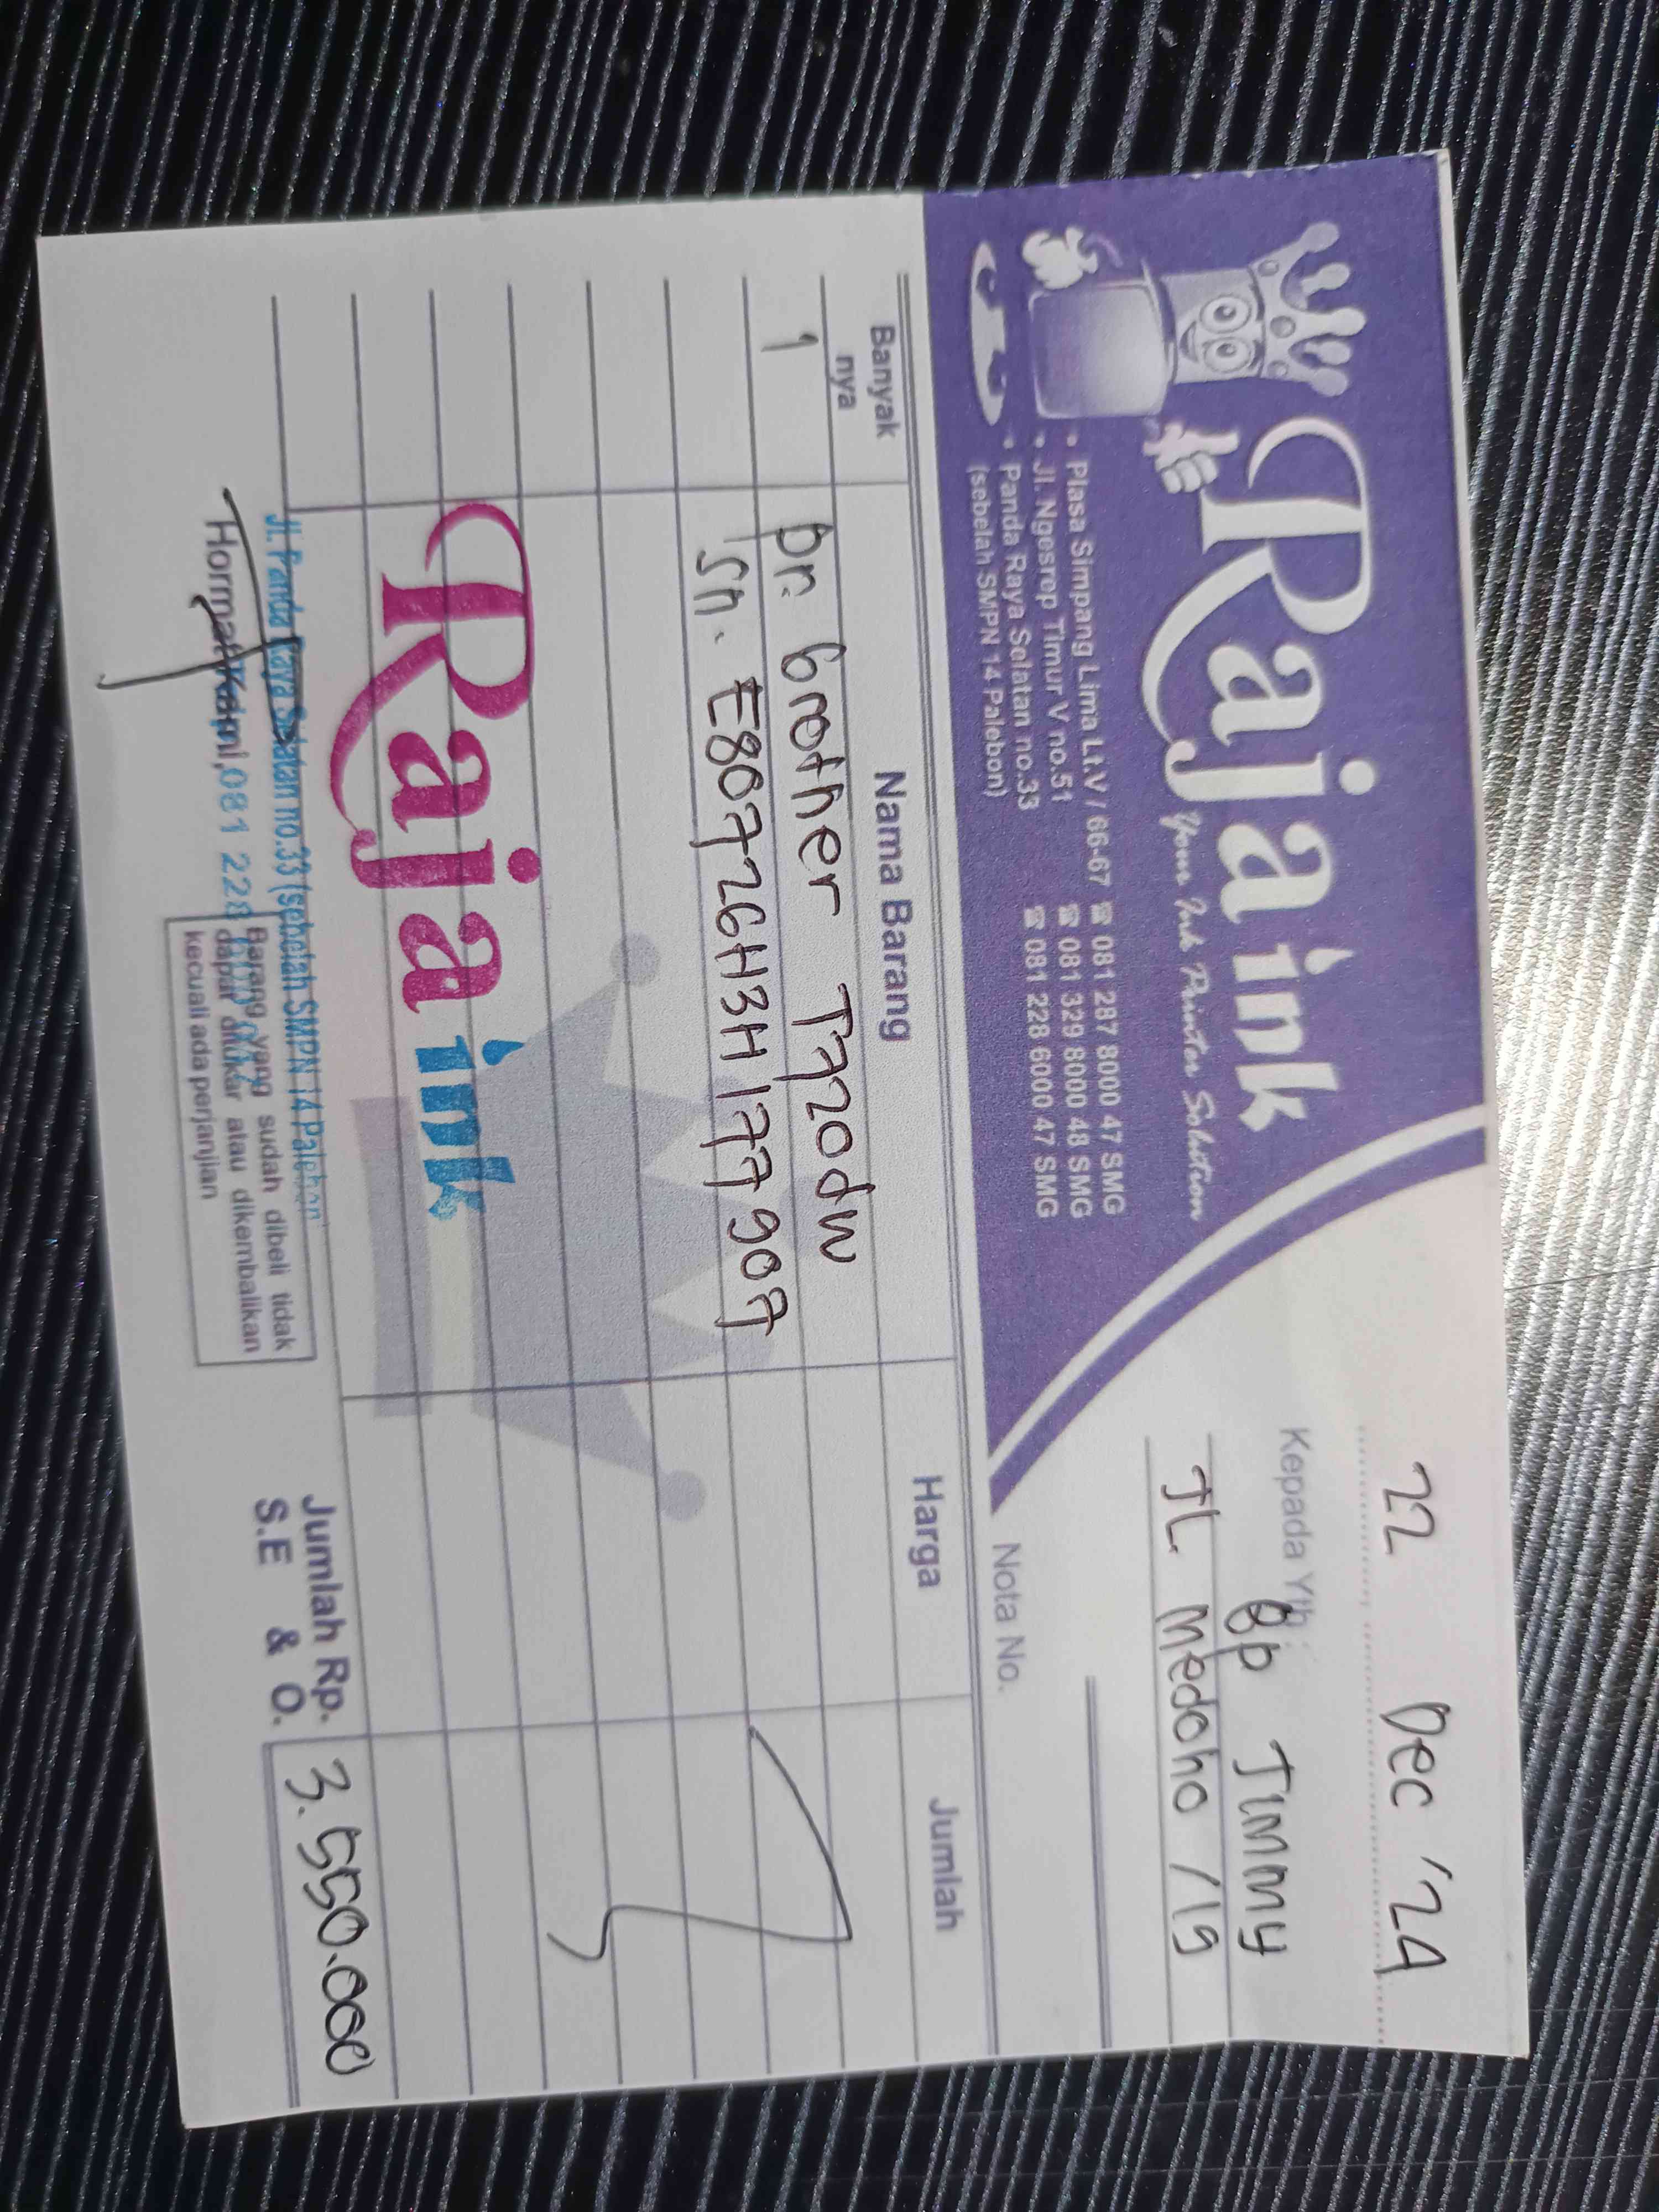 Raja ink
Your Ink Printer Solution
• Plasa Simpang Lima Lt.V / 66-67 ☎ 081 287 8000 47 SMG
• Jl. Ngesrep Timur V no.51 ☎ 081 329 8000 48 SMG
• Panda Raya Selatan no.33 ☎ 081 228 6000 47 SMG
(sebelah SMPN 14 Palebon)
22 Dec '24
Kepada Yth :
Bp Jimmy
JL. Medoho / 19
Nota No.
Banyak nya Nama Barang Harga Jumlah
1 Pr. brother T720dw
Sn. E80726H3H177907
Raja ink
Jl. Panda Raya Selatan no.33 (sebelah SMPN 14 Palebon)
Hormat Kami,
081 228
Barang yang sudah dibeli tidak
dapat ditukar atau dikembalikan
kecuali ada perjanjian
Jumlah Rp. 3.550.000
S.E & O.